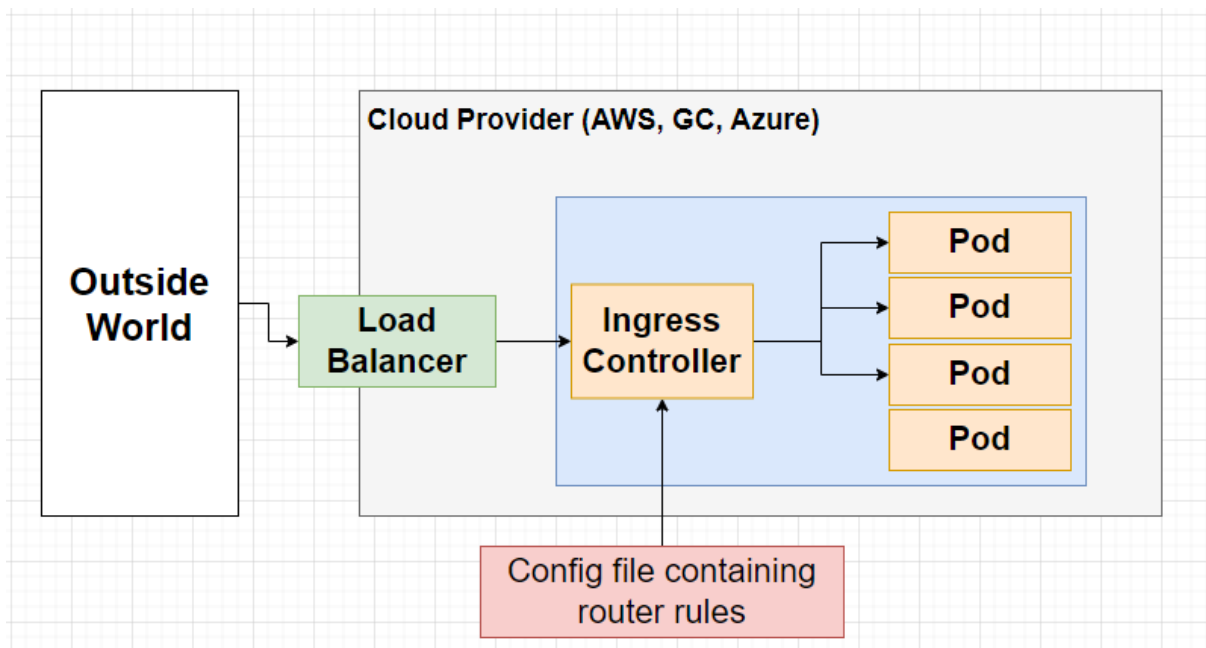 Cloud Provider (AWS, GC, Azure)
Outside
World
Load
Balancer
Ingress
Controller
Pod
Pod
Pod
Pod
Config file containing
router rules